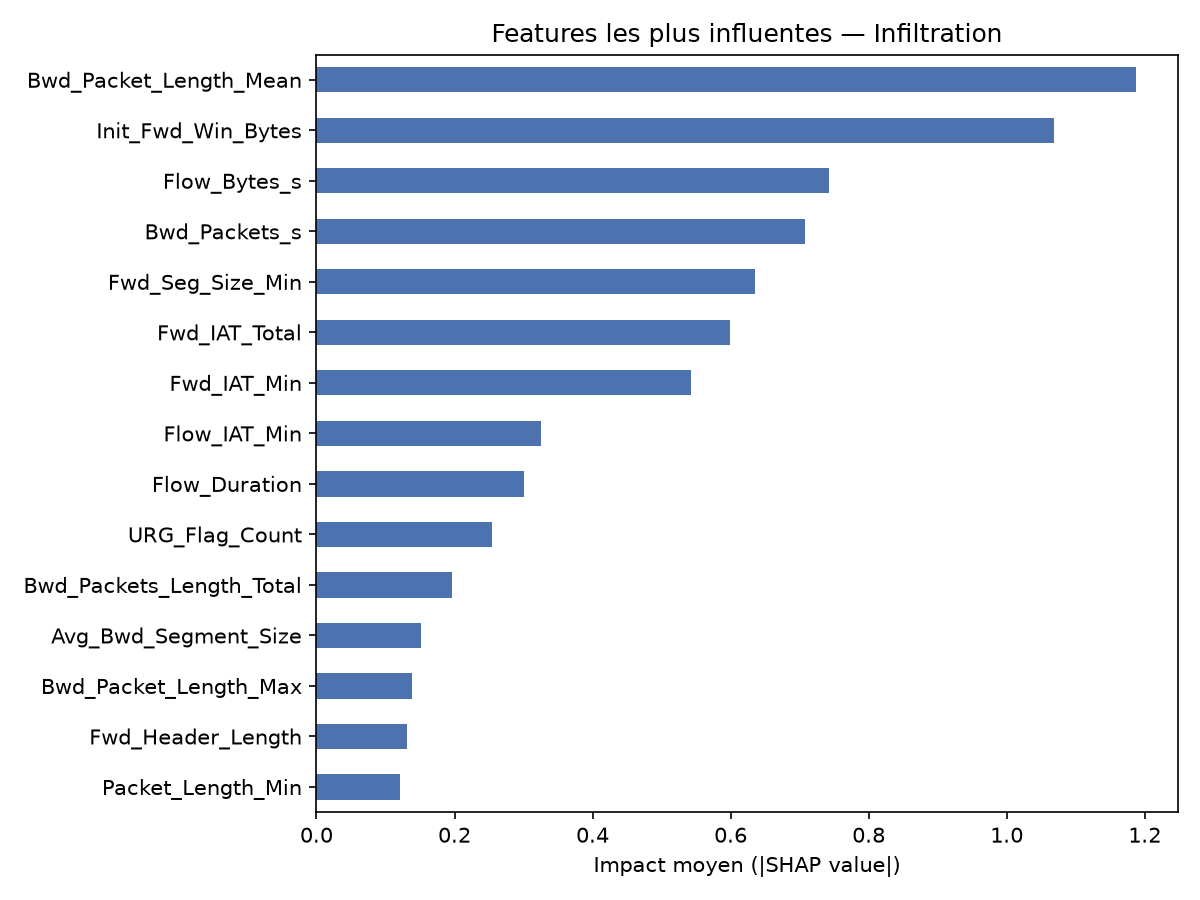 Features les plus influentes — Infiltration
Bwd_Packet_Length_Mean
Init_Fwd_Win_Bytes
Flow_Bytes_s
Bwd_Packets_s
Fwd_Seg_Size_Min
Fwd_IAT_Total
Fwd_IAT_Min
Flow_IAT_Min
Flow_Duration
URG_Flag_Count
Bwd_Packets_Length_Total
Avg_Bwd_Segment_Size
Bwd_Packet_Length_Max
Fwd_Header_Length
Packet_Length_Min
0.0 0.2 0.4 0.6 0.8 1.0 1.2
Impact moyen (|SHAP value|)